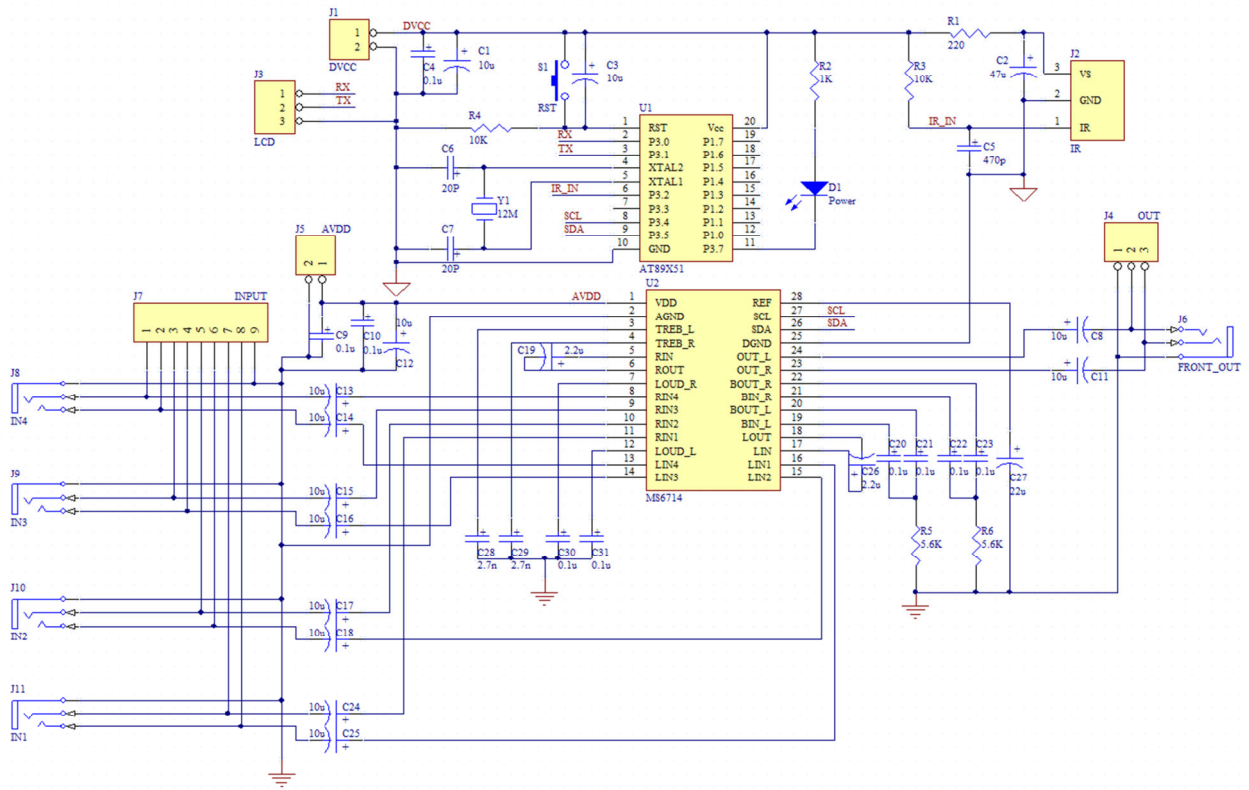 J1
1
2
DVCC
DVCC
C4
0.1u
C1
10u
S1
RST
C3
10u
R2
1K
R3
10K
R1
220
C2
47u
J2
3 VS
2 GND
1 IR
IR
J3
1 RX
2 TX
3
LCD
R4
10K
U1
1 RST Vcc 20
RX 2 P3.0 P1.7 19
TX 3 P3.1 P1.6 18
4 XTAL2 P1.5 17
5 XTAL1 P1.4 16
IR_IN 6 P3.2 P1.3 15
7 P3.3 P1.2 14
SCL 8 P3.4 P1.1 13
SDA 9 P3.5 P1.0 12
10 GND P3.7 11
AT89X51
C6
20P
Y1
12M
C7
20P
D1
Power
IR_IN
C5
470p
J4 OUT
1 2 3
J5 AVDD
2 1
J7 INPUT
1 2 3 4 5 6 7 8 9
C9
0.1u
C10
0.1u
10u
C12
AVDD
U2
1 VDD REF 28
2 AGND SCL 27 SCL
3 TREB_L SDA 26 SDA
4 TREB_R DGND 25
5 RIN OUT_L 24
6 ROUT OUT_R 23
7 LOUD_R BOUT_R 22
8 RIN4 BIN_R 21
9 RIN3 BOUT_L 20
10 RIN2 BIN_L 19
11 RIN1 LOUT 18
12 LOUD_L LIN 17
13 LIN4 LIN1 16
14 LIN3 LIN2 15
MS6714
C19 2.2u
10u C8
10u C11
J6
FRONT_OUT
J8
IN4
10u C13
10u C14
J9
IN3
10u C15
10u C16
J10
IN2
10u C17
10u C18
J11
IN1
10u C24
10u C25
C28
2.7n
C29
2.7n
C30
0.1u
C31
0.1u
C26
2.2u
C20
0.1u
C21
0.1u
C22
0.1u
C23
0.1u
C27
22u
R5
5.6K
R6
5.6K